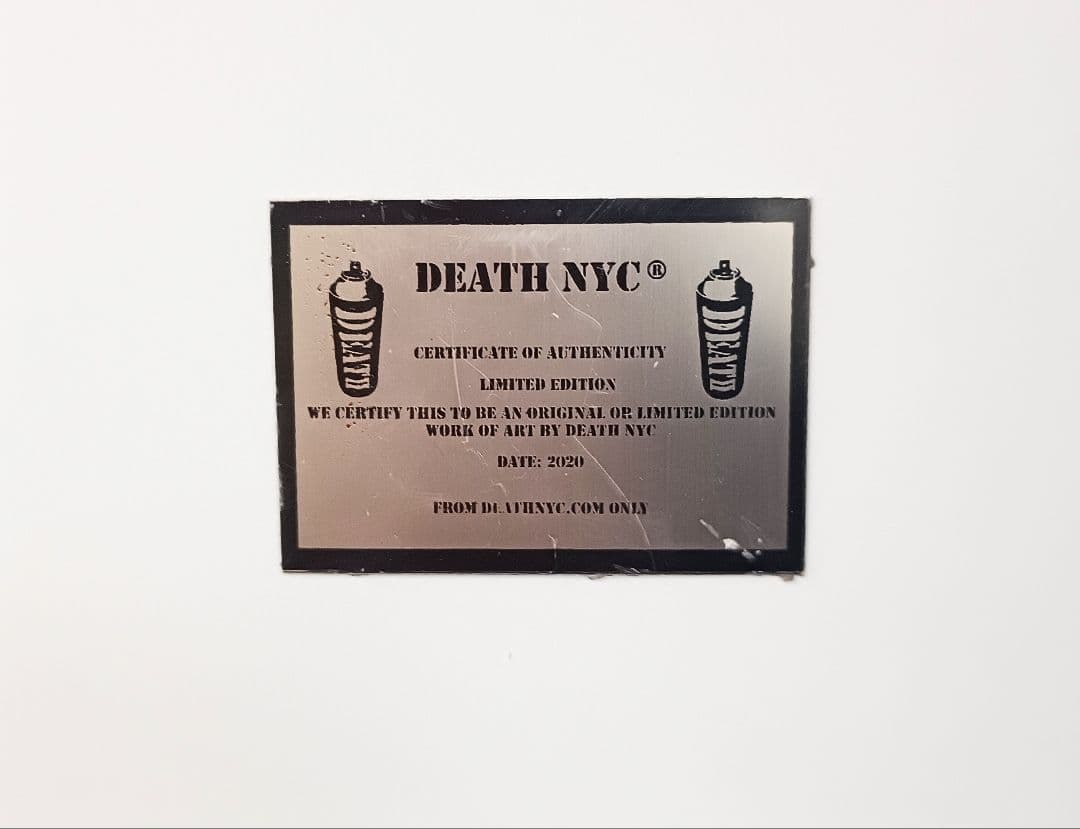 DEATH NYC®
DEATH
DEATH
CERTIFICATE OF AUTHENTICITY
LIMITED EDITION
WE CERTIFY THIS TO BE AN ORIGINAL OR LIMITED EDITION
WORK OF ART BY DEATH NYC
DATE: 2020
FROM DEATHNYC.COM ONLY